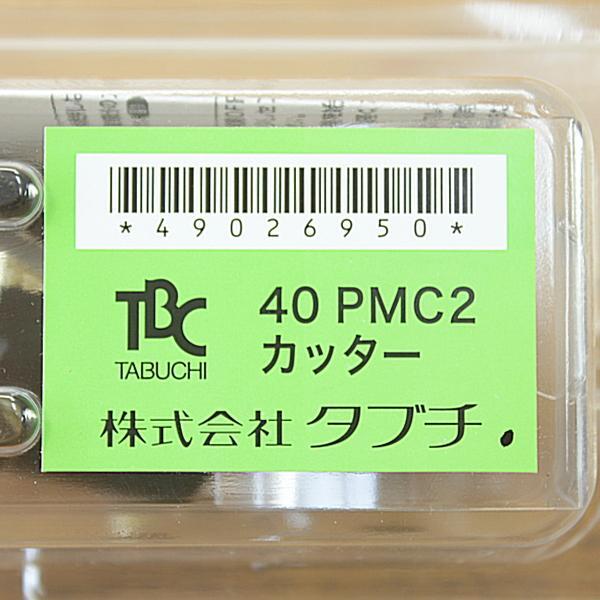 *49026950*
TBC
TABUCHI
40 PMC2
カッター
株式会社 タブチ